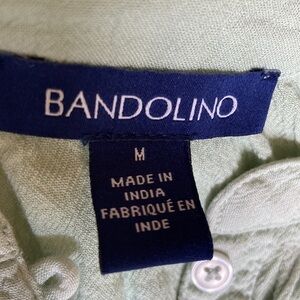 BANDOLINO
M
MADE IN
INDIA
FABRIQUÉ EN
INDE